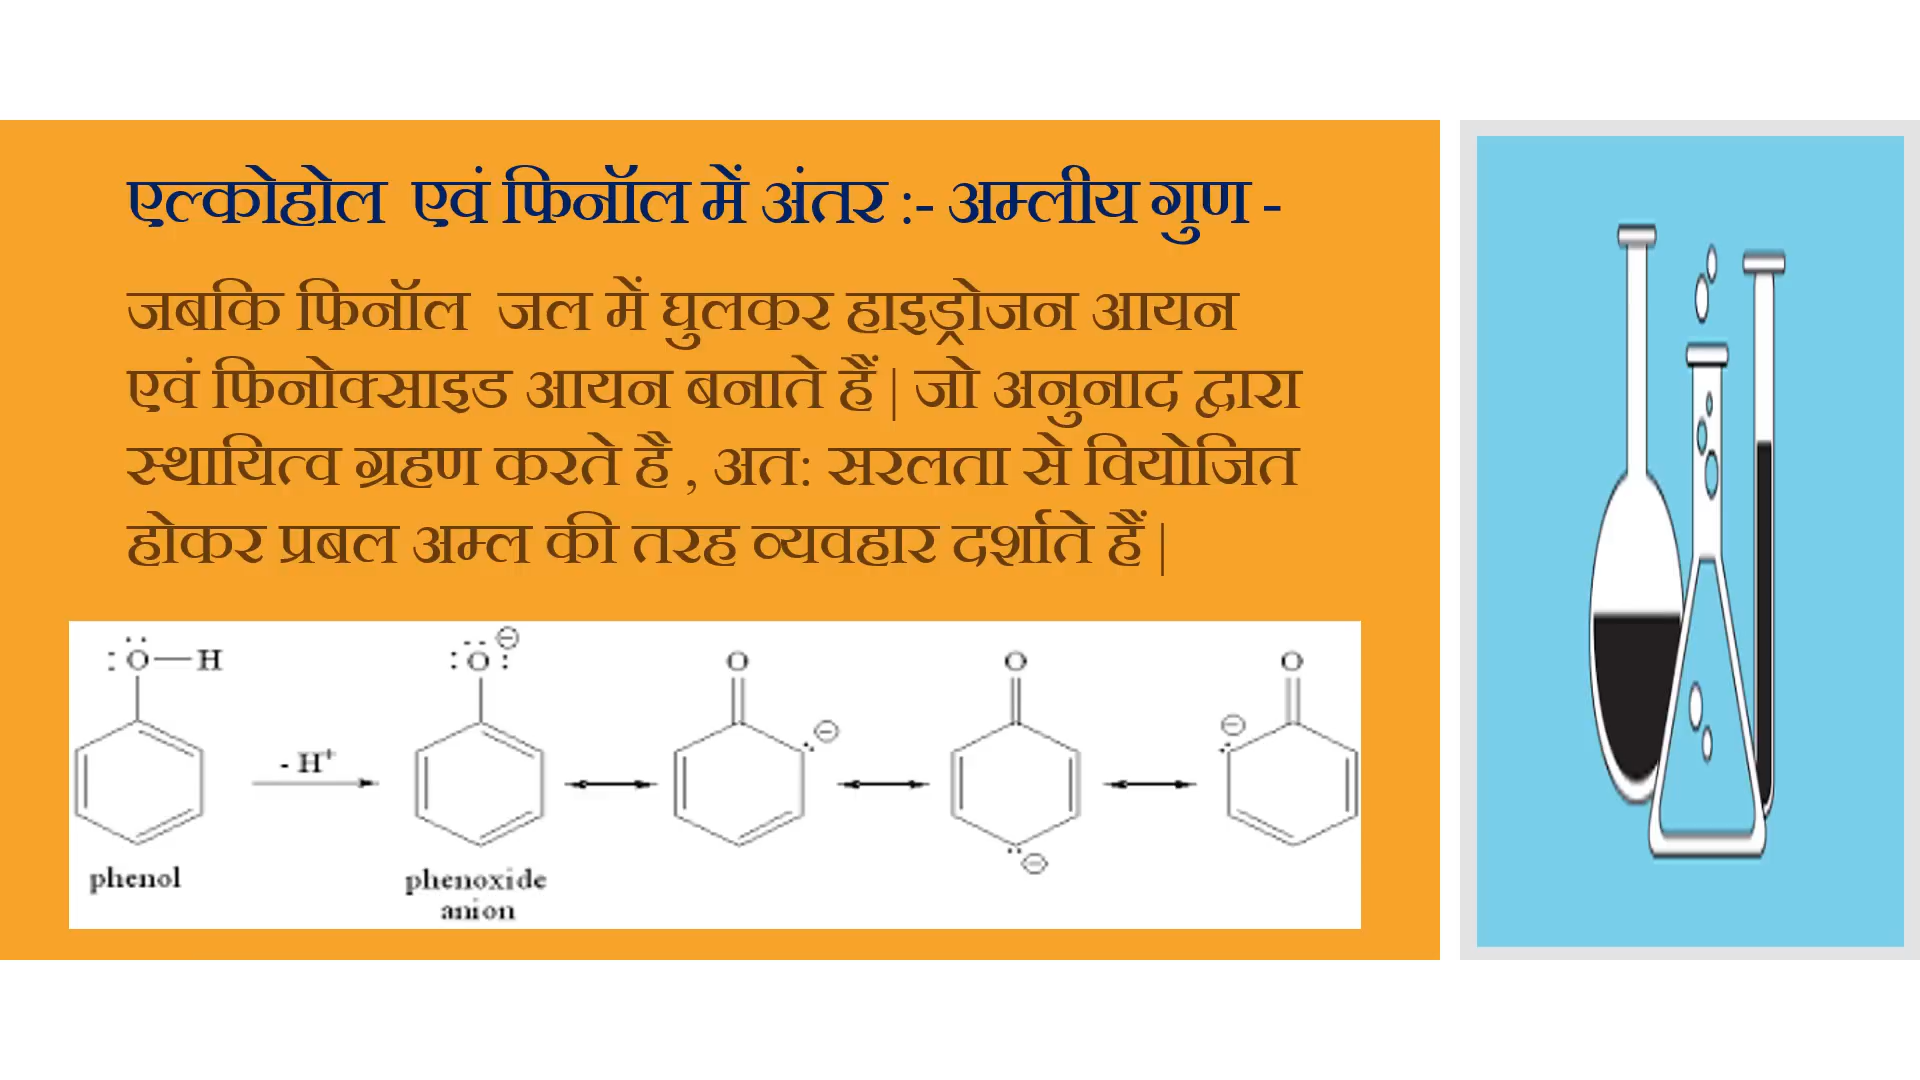 एल्कोहोल एवं फिनॉल में अंतर :- अम्लीय गुण -
जबकि फिनॉल जल में घुलकर हाइड्रोजन आयन
एवं फिनोक्साइड आयन बनाते हैं | जो अनुनाद द्वारा
स्थायित्व ग्रहण करते है , अत: सरलता से वियोजित
होकर प्रबल अम्ल की तरह व्यवहार दर्शाते हैं |
:O—H
:O: ⊖
O
O
O
- H⁺
⊖
⊖
⊖
phenol
phenoxide
anion